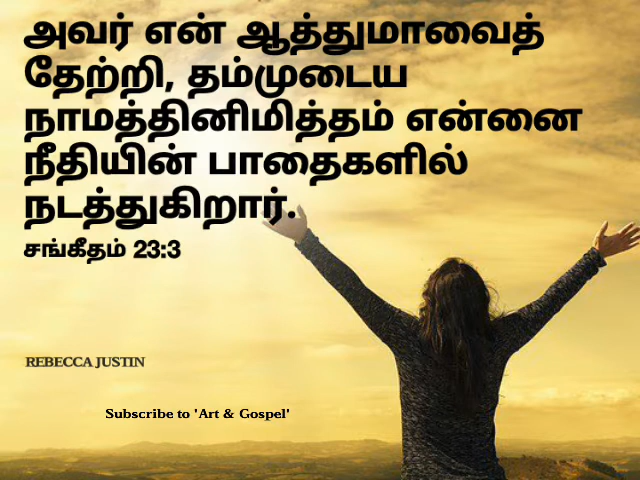 அவர் என் ஆத்துமாவைத்
தேற்றி, தம்முடைய
நாமத்தினிமித்தம் என்னை
நீதியின் பாதைகளில்
நடத்துகிறார்.
சங்கீதம் 23:3
REBECCA JUSTIN
Subscribe to 'Art & Gospel'